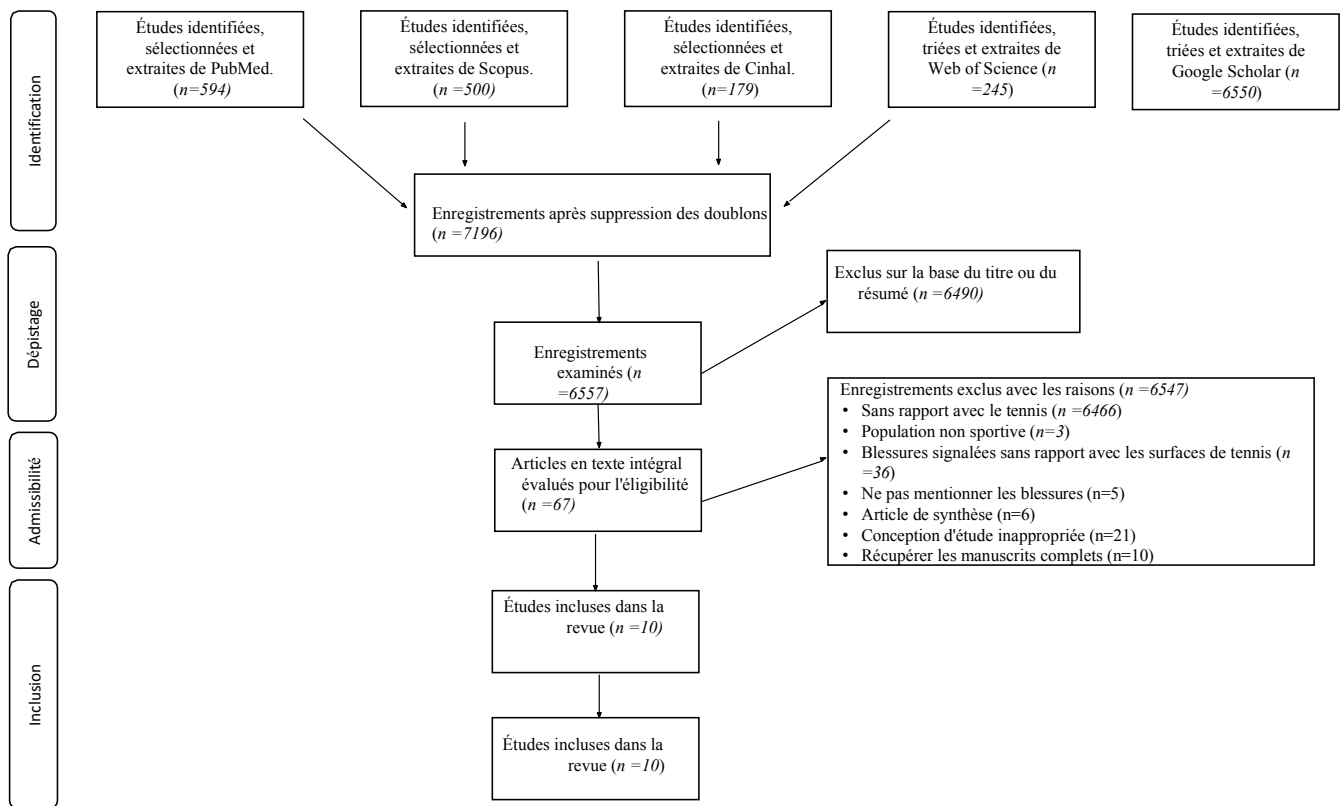 Identification
Études identifiées,
sélectionnées et
extraites de PubMed.
(n=594)
Études identifiées,
sélectionnées et
extraites de Scopus.
(n =500)
Études identifiées,
sélectionnées et
extraites de Cinhal.
(n=179)
Études identifiées,
triées et extraites de
Web of Science (n
=245)
Études identifiées,
triées et extraites de
Google Scholar (n
=6550)
Enregistrements après suppression des doublons
(n =7196)
Dépistage
Exclus sur la base du titre ou du
résumé (n =6490)
Enregistrements
examinés (n
=6557)
Admissibilité
Articles en texte intégral
évalués pour l'éligibilité
(n =67)
Enregistrements exclus avec les raisons (n =6547)
• Sans rapport avec le tennis (n =6466)
• Population non sportive (n=3)
• Blessures signalées sans rapport avec les surfaces de tennis (n
=36)
• Ne pas mentionner les blessures (n=5)
• Article de synthèse (n=6)
• Conception d'étude inappropriée (n=21)
• Récupérer les manuscrits complets (n=10)
Inclusion
Études incluses dans la
revue (n =10)
Études incluses dans la
revue (n =10)